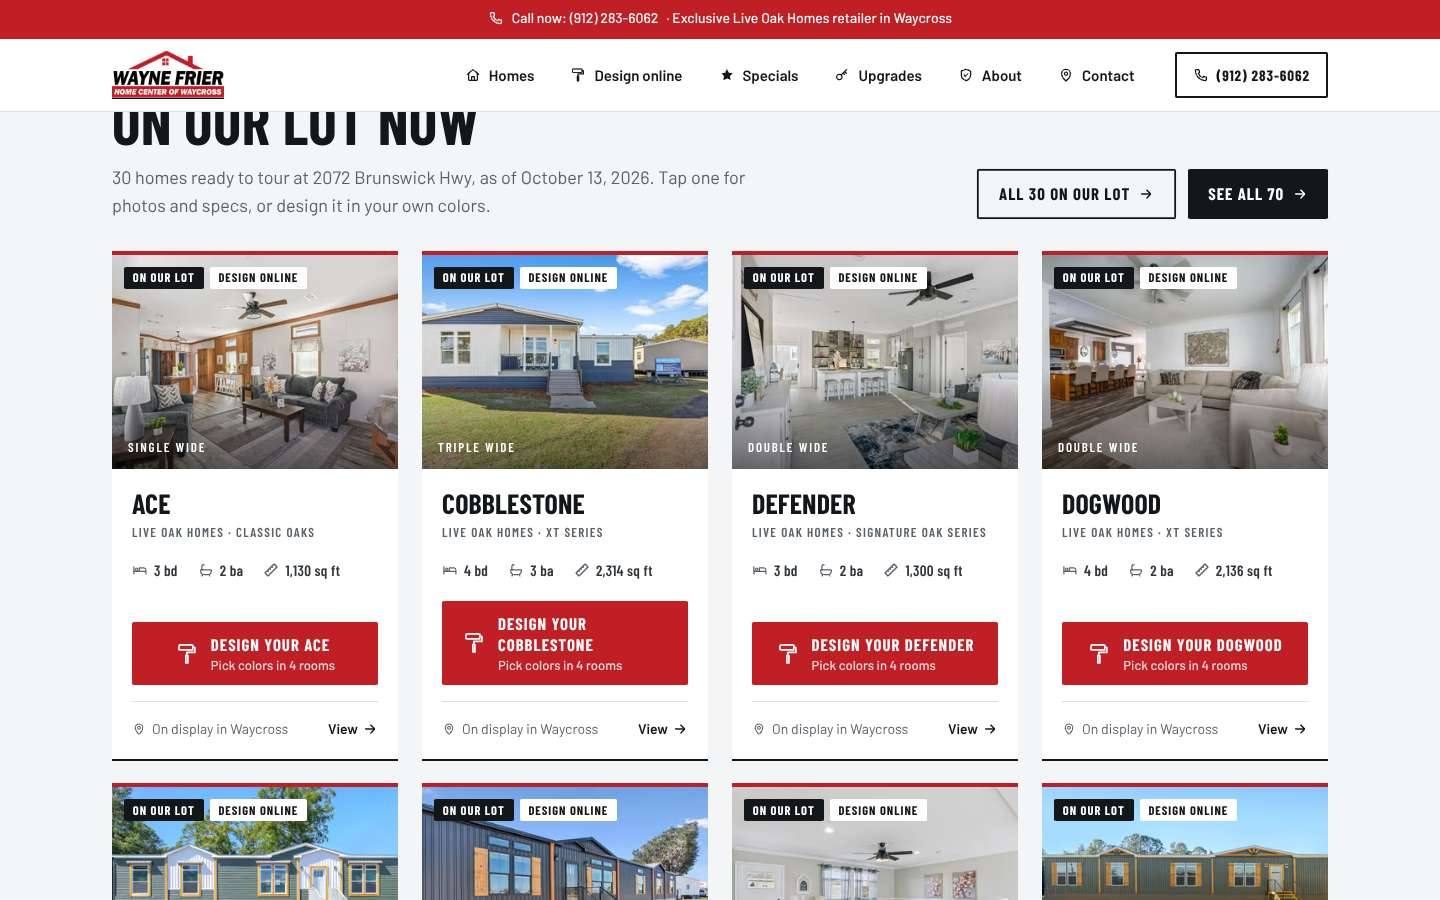 Call now: (912) 283-6062 · Exclusive Live Oak Homes retailer in Waycross
WAYNE FRIER
HOME CENTER OF WAYCROSS
Homes
Design online
Specials
Upgrades
About
Contact
(912) 283-6062
ON OUR LOT NOW
30 homes ready to tour at 2072 Brunswick Hwy, as of October 13, 2026. Tap one for
photos and specs, or design it in your own colors.
ALL 30 ON OUR LOT
SEE ALL 70
ON OUR LOT
DESIGN ONLINE
SINGLE WIDE
ACE
LIVE OAK HOMES · CLASSIC OAKS
3 bd
2 ba
1,130 sq ft
DESIGN YOUR ACE
Pick colors in 4 rooms
On display in Waycross
View
ON OUR LOT
DESIGN ONLINE
TRIPLE WIDE
COBBLESTONE
LIVE OAK HOMES · XT SERIES
4 bd
3 ba
2,314 sq ft
DESIGN YOUR
COBBLESTONE
Pick colors in 4 rooms
On display in Waycross
View
ON OUR LOT
DESIGN ONLINE
DOUBLE WIDE
DEFENDER
LIVE OAK HOMES · SIGNATURE OAK SERIES
3 bd
2 ba
1,300 sq ft
DESIGN YOUR DEFENDER
Pick colors in 4 rooms
On display in Waycross
View
ON OUR LOT
DESIGN ONLINE
DOUBLE WIDE
DOGWOOD
LIVE OAK HOMES · XT SERIES
4 bd
2 ba
2,136 sq ft
DESIGN YOUR DOGWOOD
Pick colors in 4 rooms
On display in Waycross
View
ON OUR LOT
DESIGN ONLINE
ON OUR LOT
DESIGN ONLINE
ON OUR LOT
DESIGN ONLINE
ON OUR LOT
DESIGN ONLINE